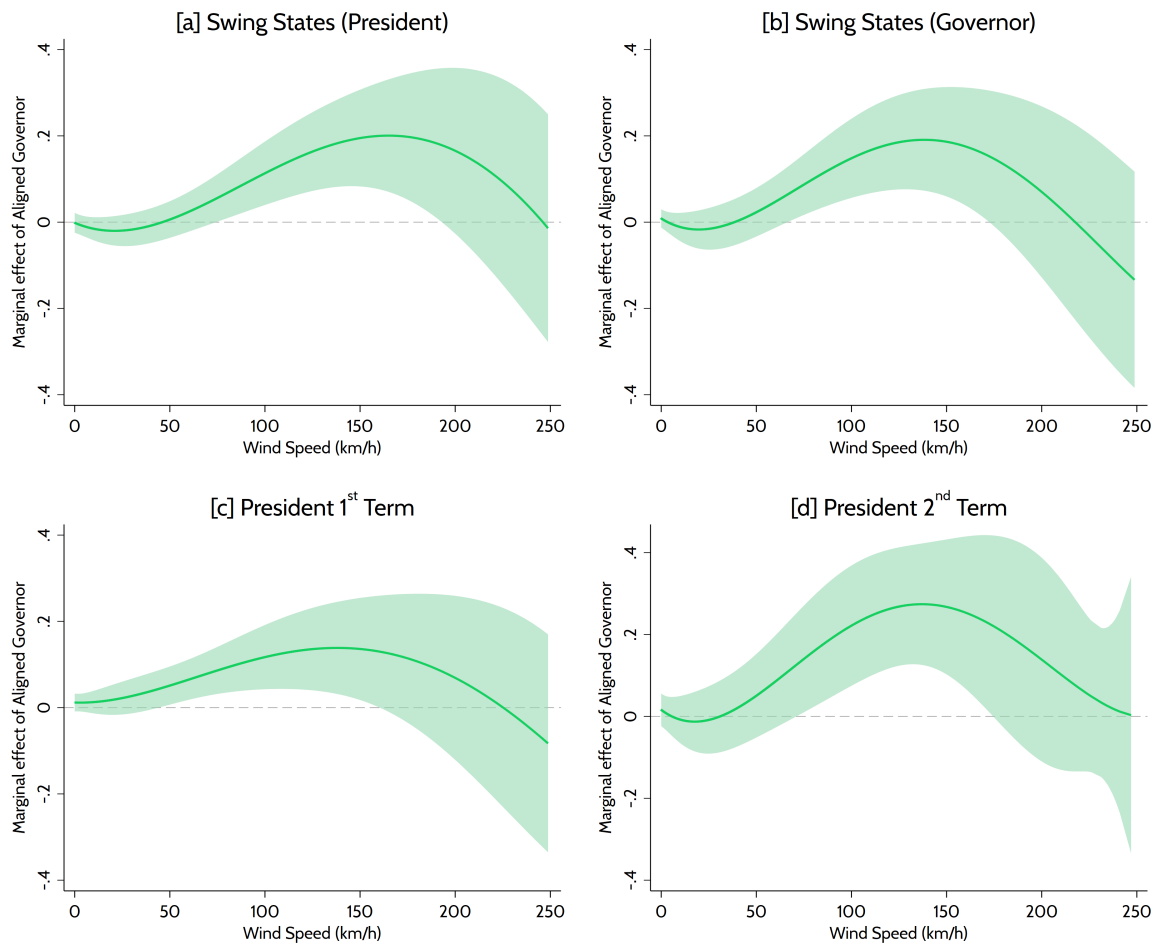 [a] Swing States (President)
Marginal effect of Aligned Governor
.4
.2
0
-.2
-.4
0 50 100 150 200 250
Wind Speed (km/h)
[b] Swing States (Governor)
Marginal effect of Aligned Governor
.4
.2
0
-.2
-.4
0 50 100 150 200 250
Wind Speed (km/h)
[c] President 1st Term
Marginal effect of Aligned Governor
.4
.2
0
-.2
-.4
0 50 100 150 200 250
Wind Speed (km/h)
[d] President 2nd Term
Marginal effect of Aligned Governor
.4
.2
0
-.2
-.4
0 50 100 150 200 250
Wind Speed (km/h)